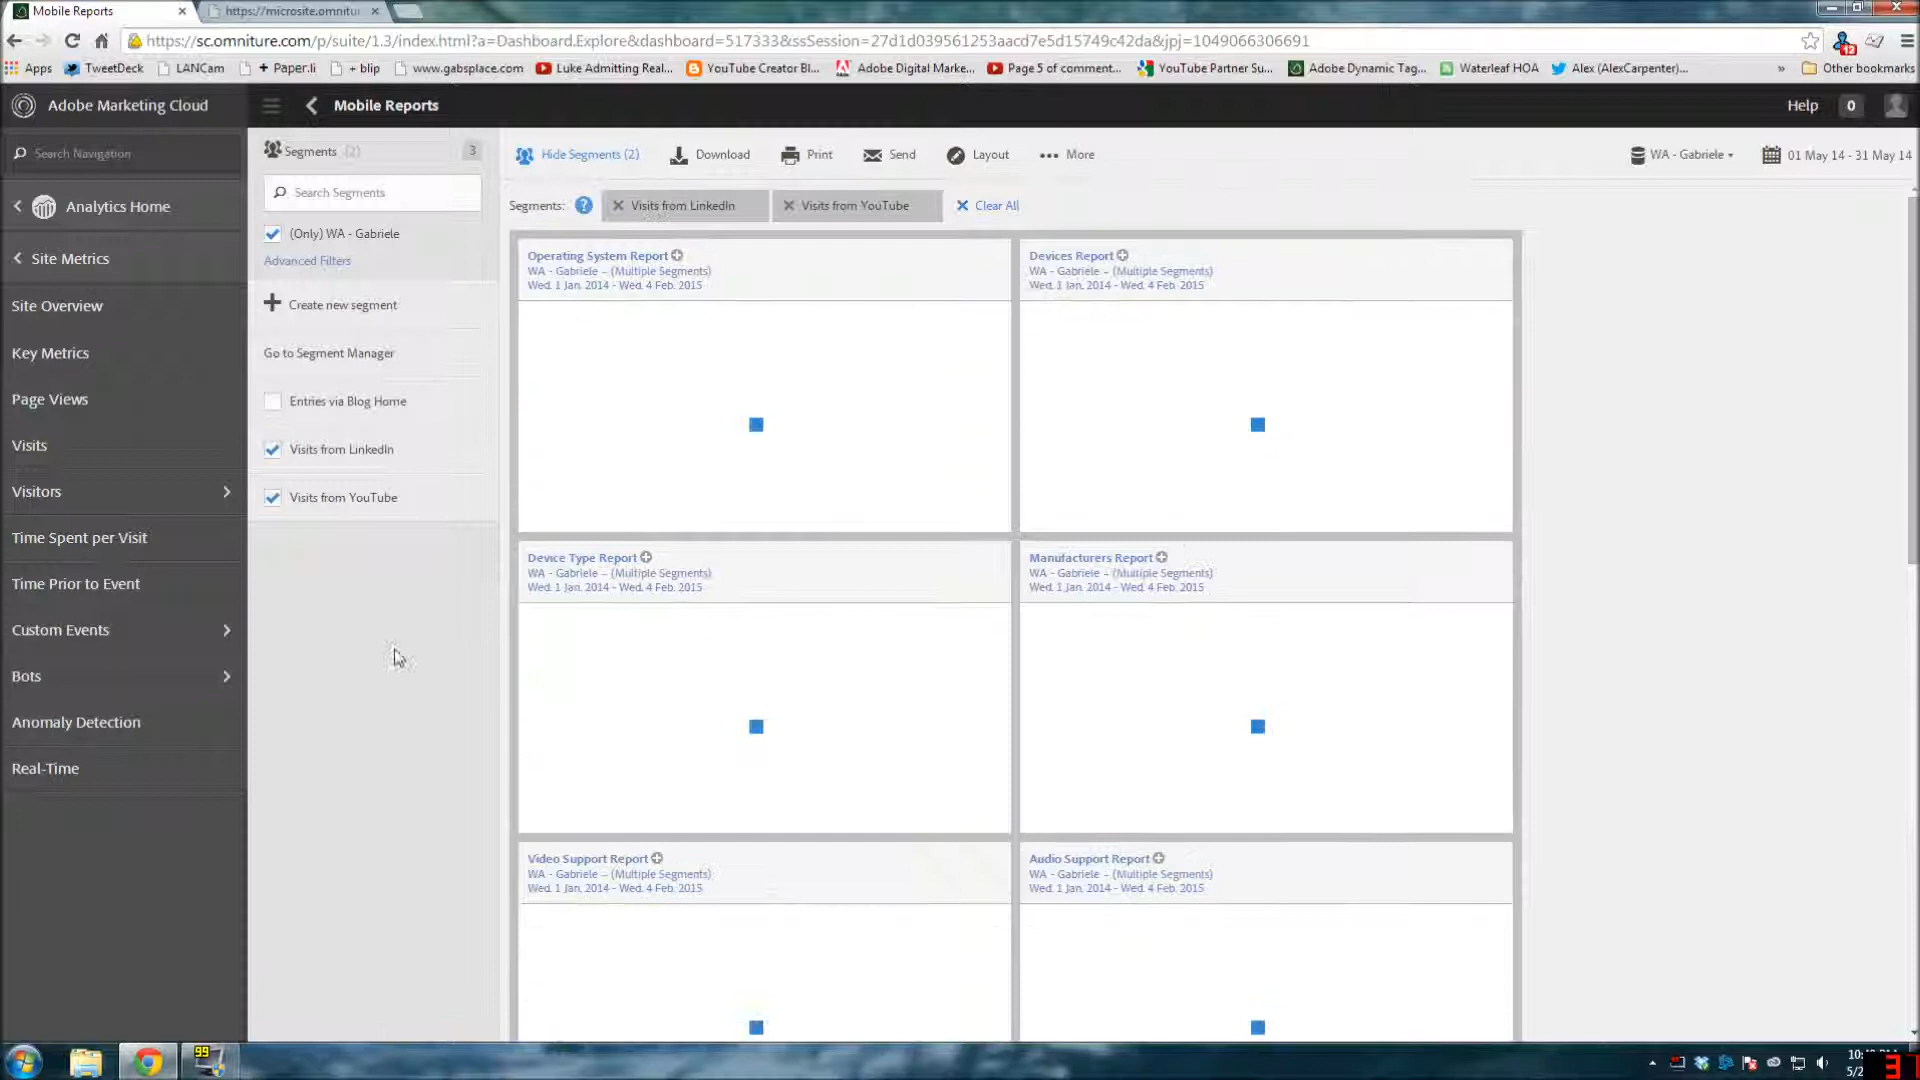 Mobile Reports
https://microsite.omnitur
https://sc.omniture.com/p/suite/1.3/index.html?a=Dashboard.Explore&dashboard=517333&ssSession=27d1d039561253aacd7e5d15749c42da&jpj=1049066306691
12
Apps TweetDeck LANCam + Paper.li + blip www.gabsplace.com Luke Admitting Real... YouTube Creator Bl... Adobe Digital Marke... Page 5 of comment... YouTube Partner Su... Adobe Dynamic Tag... Waterleaf HOA Alex (AlexCarpenter)... » Other bookmarks
Adobe Marketing Cloud
Mobile Reports
Help 0
Search Navigation
Analytics Home
Site Metrics
Site Overview
Key Metrics
Page Views
Visits
Visitors
Time Spent per Visit
Time Prior to Event
Custom Events
Bots
Anomaly Detection
Real-Time
Segments (2) 3
Search Segments
(Only) WA - Gabriele
Advanced Filters
Create new segment
Go to Segment Manager
Entries via Blog Home
Visits from LinkedIn
Visits from YouTube
Hide Segments (2) Download Print Send Layout More
WA - Gabriele 01 May 14 - 31 May 14
Segments: ? Visits from LinkedIn Visits from YouTube Clear All
Operating System Report
WA - Gabriele – (Multiple Segments)
Wed. 1 Jan. 2014 - Wed. 4 Feb. 2015
Devices Report
WA - Gabriele – (Multiple Segments)
Wed. 1 Jan. 2014 - Wed. 4 Feb. 2015
Device Type Report
WA - Gabriele – (Multiple Segments)
Wed. 1 Jan. 2014 - Wed. 4 Feb. 2015
Manufacturers Report
WA - Gabriele – (Multiple Segments)
Wed. 1 Jan. 2014 - Wed. 4 Feb. 2015
Video Support Report
WA - Gabriele – (Multiple Segments)
Wed. 1 Jan. 2014 - Wed. 4 Feb. 2015
Audio Support Report
WA - Gabriele – (Multiple Segments)
Wed. 1 Jan. 2014 - Wed. 4 Feb. 2015
99